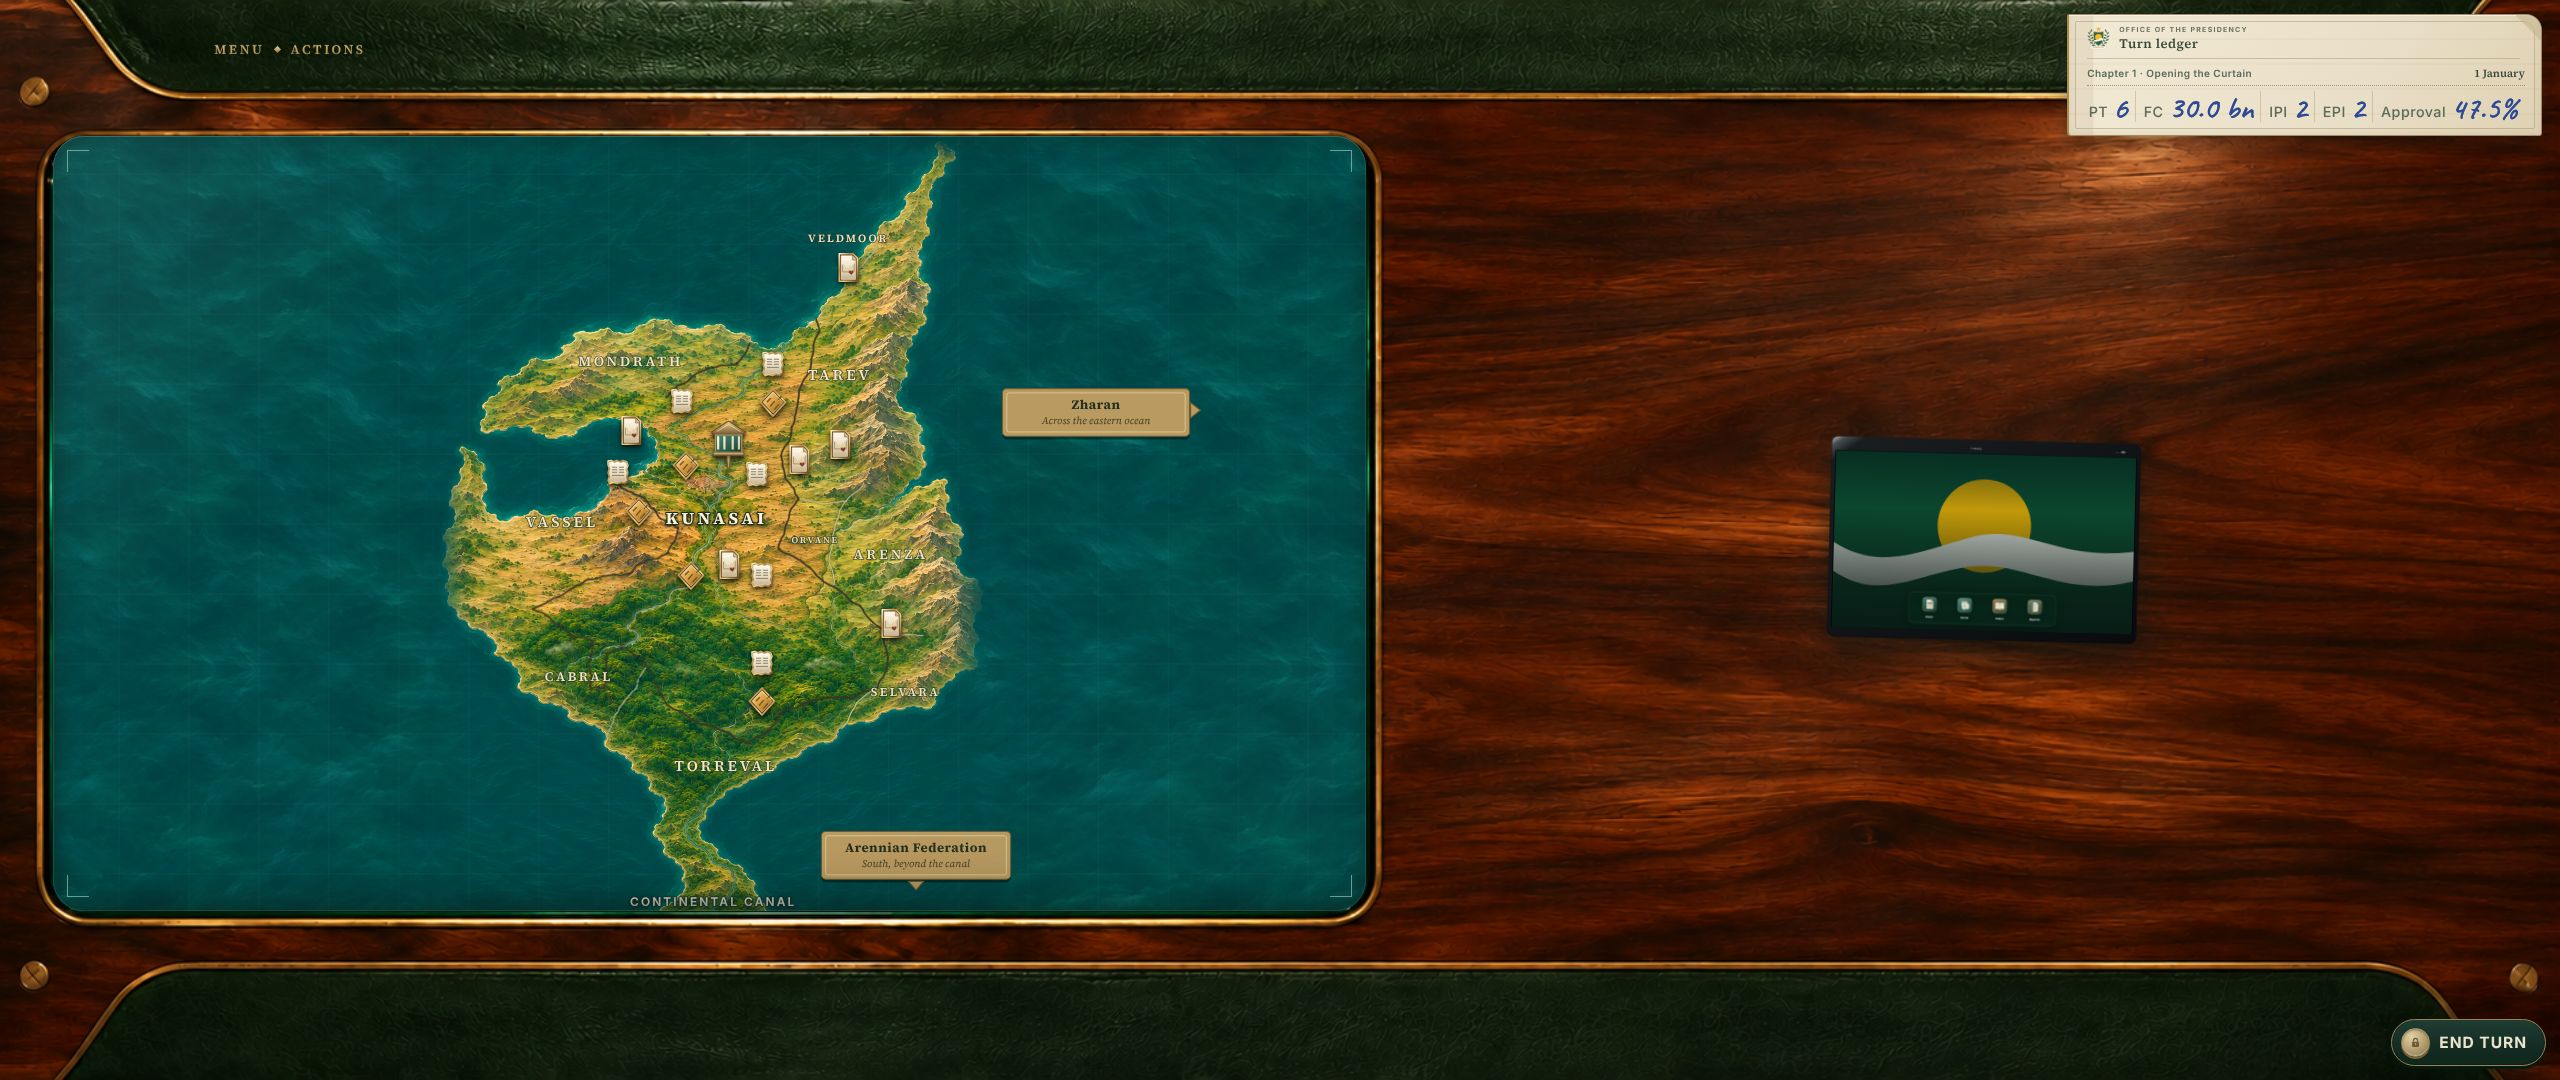 MENU ◆ ACTIONS
OFFICE OF THE PRESIDENCY
Turn ledger
Chapter 1 · Opening the Curtain
1 January
PT 6 FC 30.0 bn IPI 2 EPI 2 Approval 47.5%
VELDMOOR
MONDRATH
TAREV
Zharan
Across the eastern ocean
VASSEL
KUNASAI
ORVANE
ARENZA
CABRAL
SELVARA
TORREVAL
Arennian Federation
South, beyond the canal
CONTINENTAL CANAL
END TURN